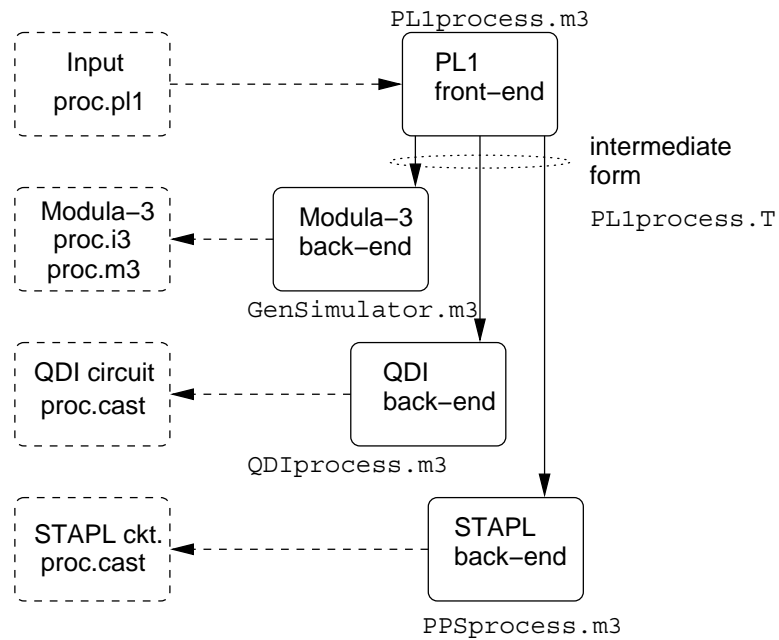 PL1process.m3
Input
proc.pl1
PL1
front−end
intermediate
form
PL1process.T
Modula−3
proc.i3
proc.m3
Modula−3
back−end
GenSimulator.m3
QDI circuit
proc.cast
QDI
back−end
QDIprocess.m3
STAPL ckt.
proc.cast
STAPL
back−end
PPSprocess.m3